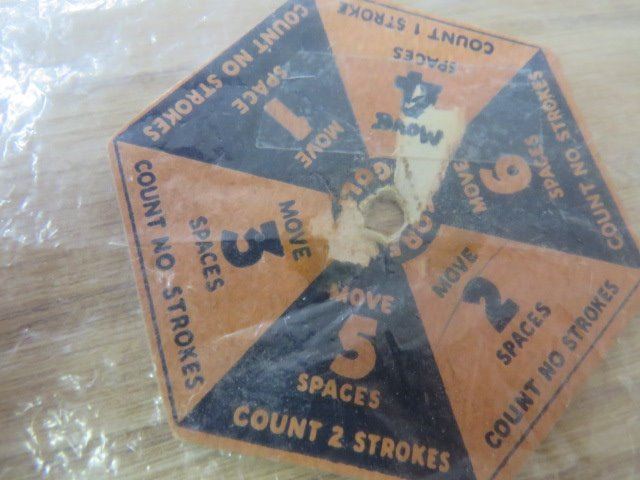 COUNT NO STROKES
MOVE
1
SPACE
COUNT 1 STROKE
MOVE
4
SPACES
COUNT NO STROKES
MOVE
6
SPACES
COUNT NO STROKES
MOVE
2
SPACES
MOVE
5
SPACES
COUNT 2 STROKES
MOVE
3
SPACES
COUNT NO STROKES